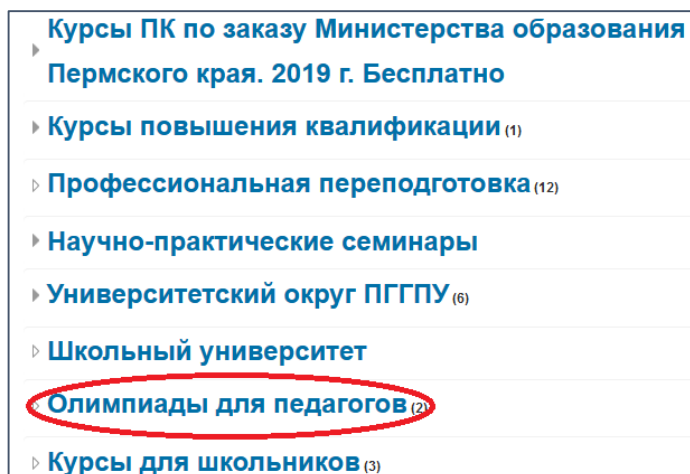 Курсы ПК по заказу Министерства образования
Пермского края. 2019 г. Бесплатно
Курсы повышения квалификации (1)
Профессиональная переподготовка (12)
Научно-практические семинары
Университетский округ ПГГПУ (6)
Школьный университет
Олимпиады для педагогов (2)
Курсы для школьников (3)